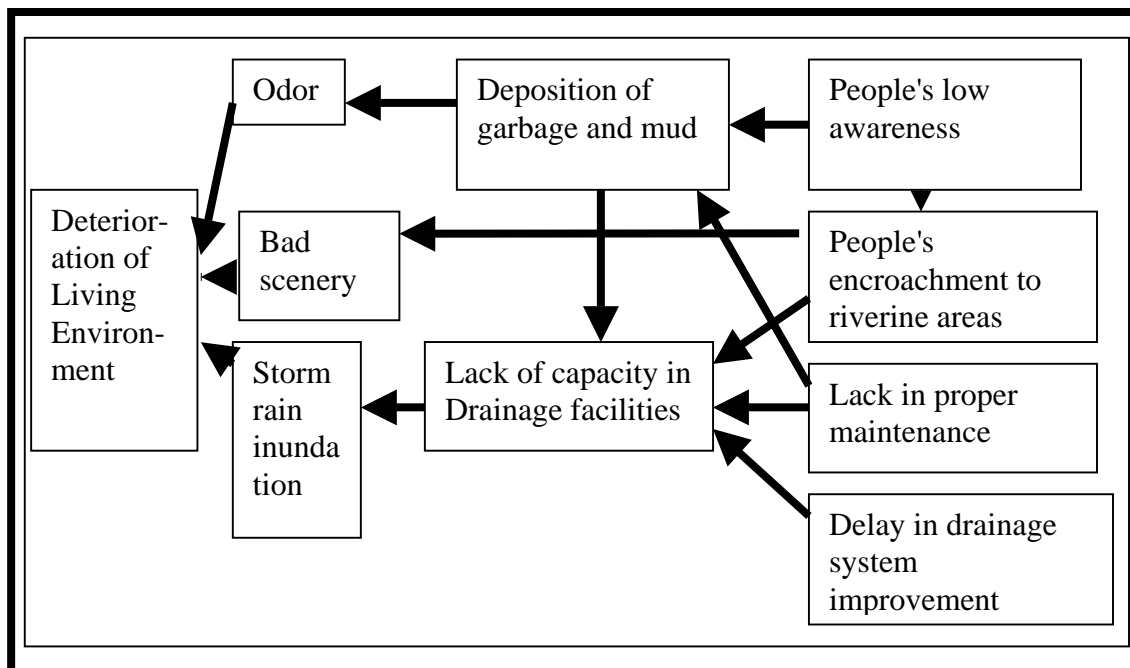 Odor
Deposition of
garbage and mud
People's low
awareness
Deterior-
ation of
Living
Environ-
ment
Bad
scenery
People's
encroachment to
riverine areas
Storm
rain
inunda
tion
Lack of capacity in
Drainage facilities
Lack in proper
maintenance
Delay in drainage
system
improvement